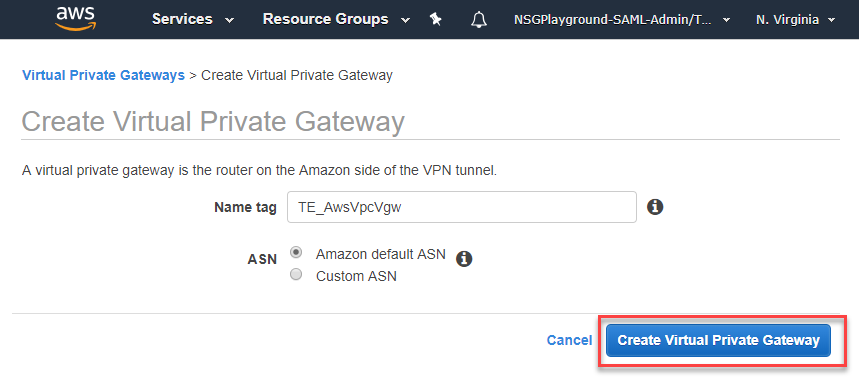 aws Services Resource Groups NSGPlayground-SAML-Admin/T... N. Virginia
Virtual Private Gateways > Create Virtual Private Gateway
Create Virtual Private Gateway
A virtual private gateway is the router on the Amazon side of the VPN tunnel.
Name tag TE_AwsVpcVgw i
ASN Amazon default ASN i
Custom ASN
Cancel Create Virtual Private Gateway